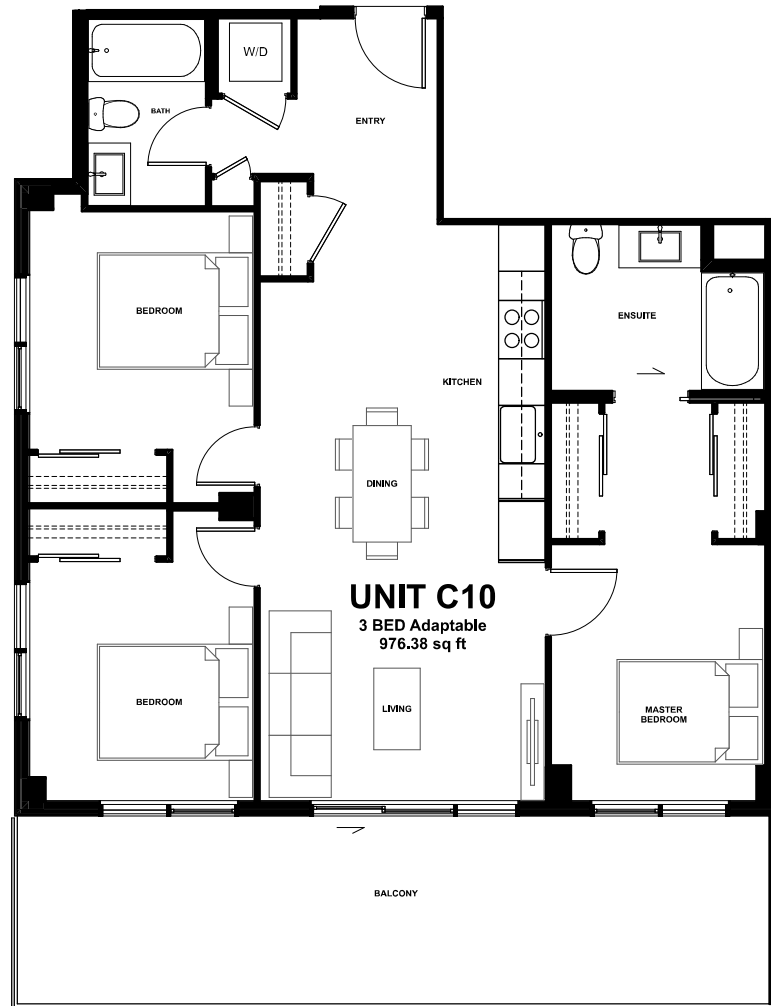 W/D
BATH
ENTRY
BEDROOM
ENSUITE
KITCHEN
DINING
UNIT C10
3 BED Adaptable
976.38 sq ft
BEDROOM
LIVING
MASTER
BEDROOM
BALCONY